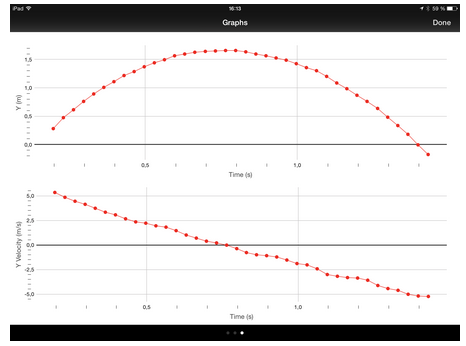 iPad 16:13 59 %
Graphs Done
1,5
1,0
0,5
0,0
Y (m)
0,5 1,0
Time (s)
5,0
2,5
0,0
-2,5
-5,0
Y Velocity (m/s)
0,5 1,0
Time (s)